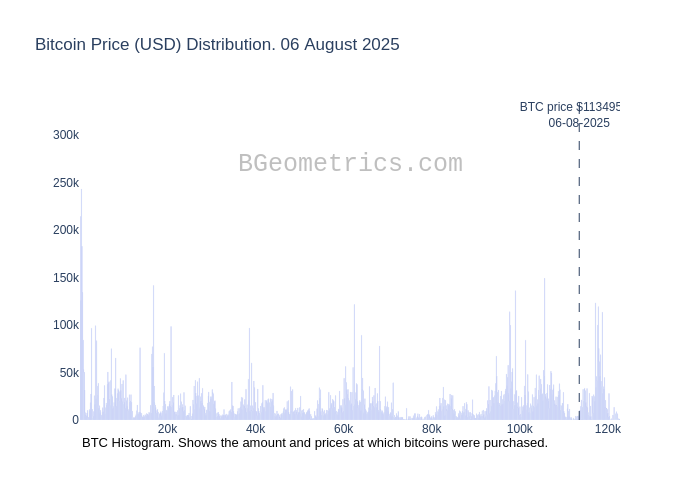 Bitcoin Price (USD) Distribution. 06 August 2025
BTC price $113495
06-08-2025
300k
BGeometrics.com
250k
200k
150k
100k
50k
0
20k 40k 60k 80k 100k 120k
BTC Histogram. Shows the amount and prices at which bitcoins were purchased.